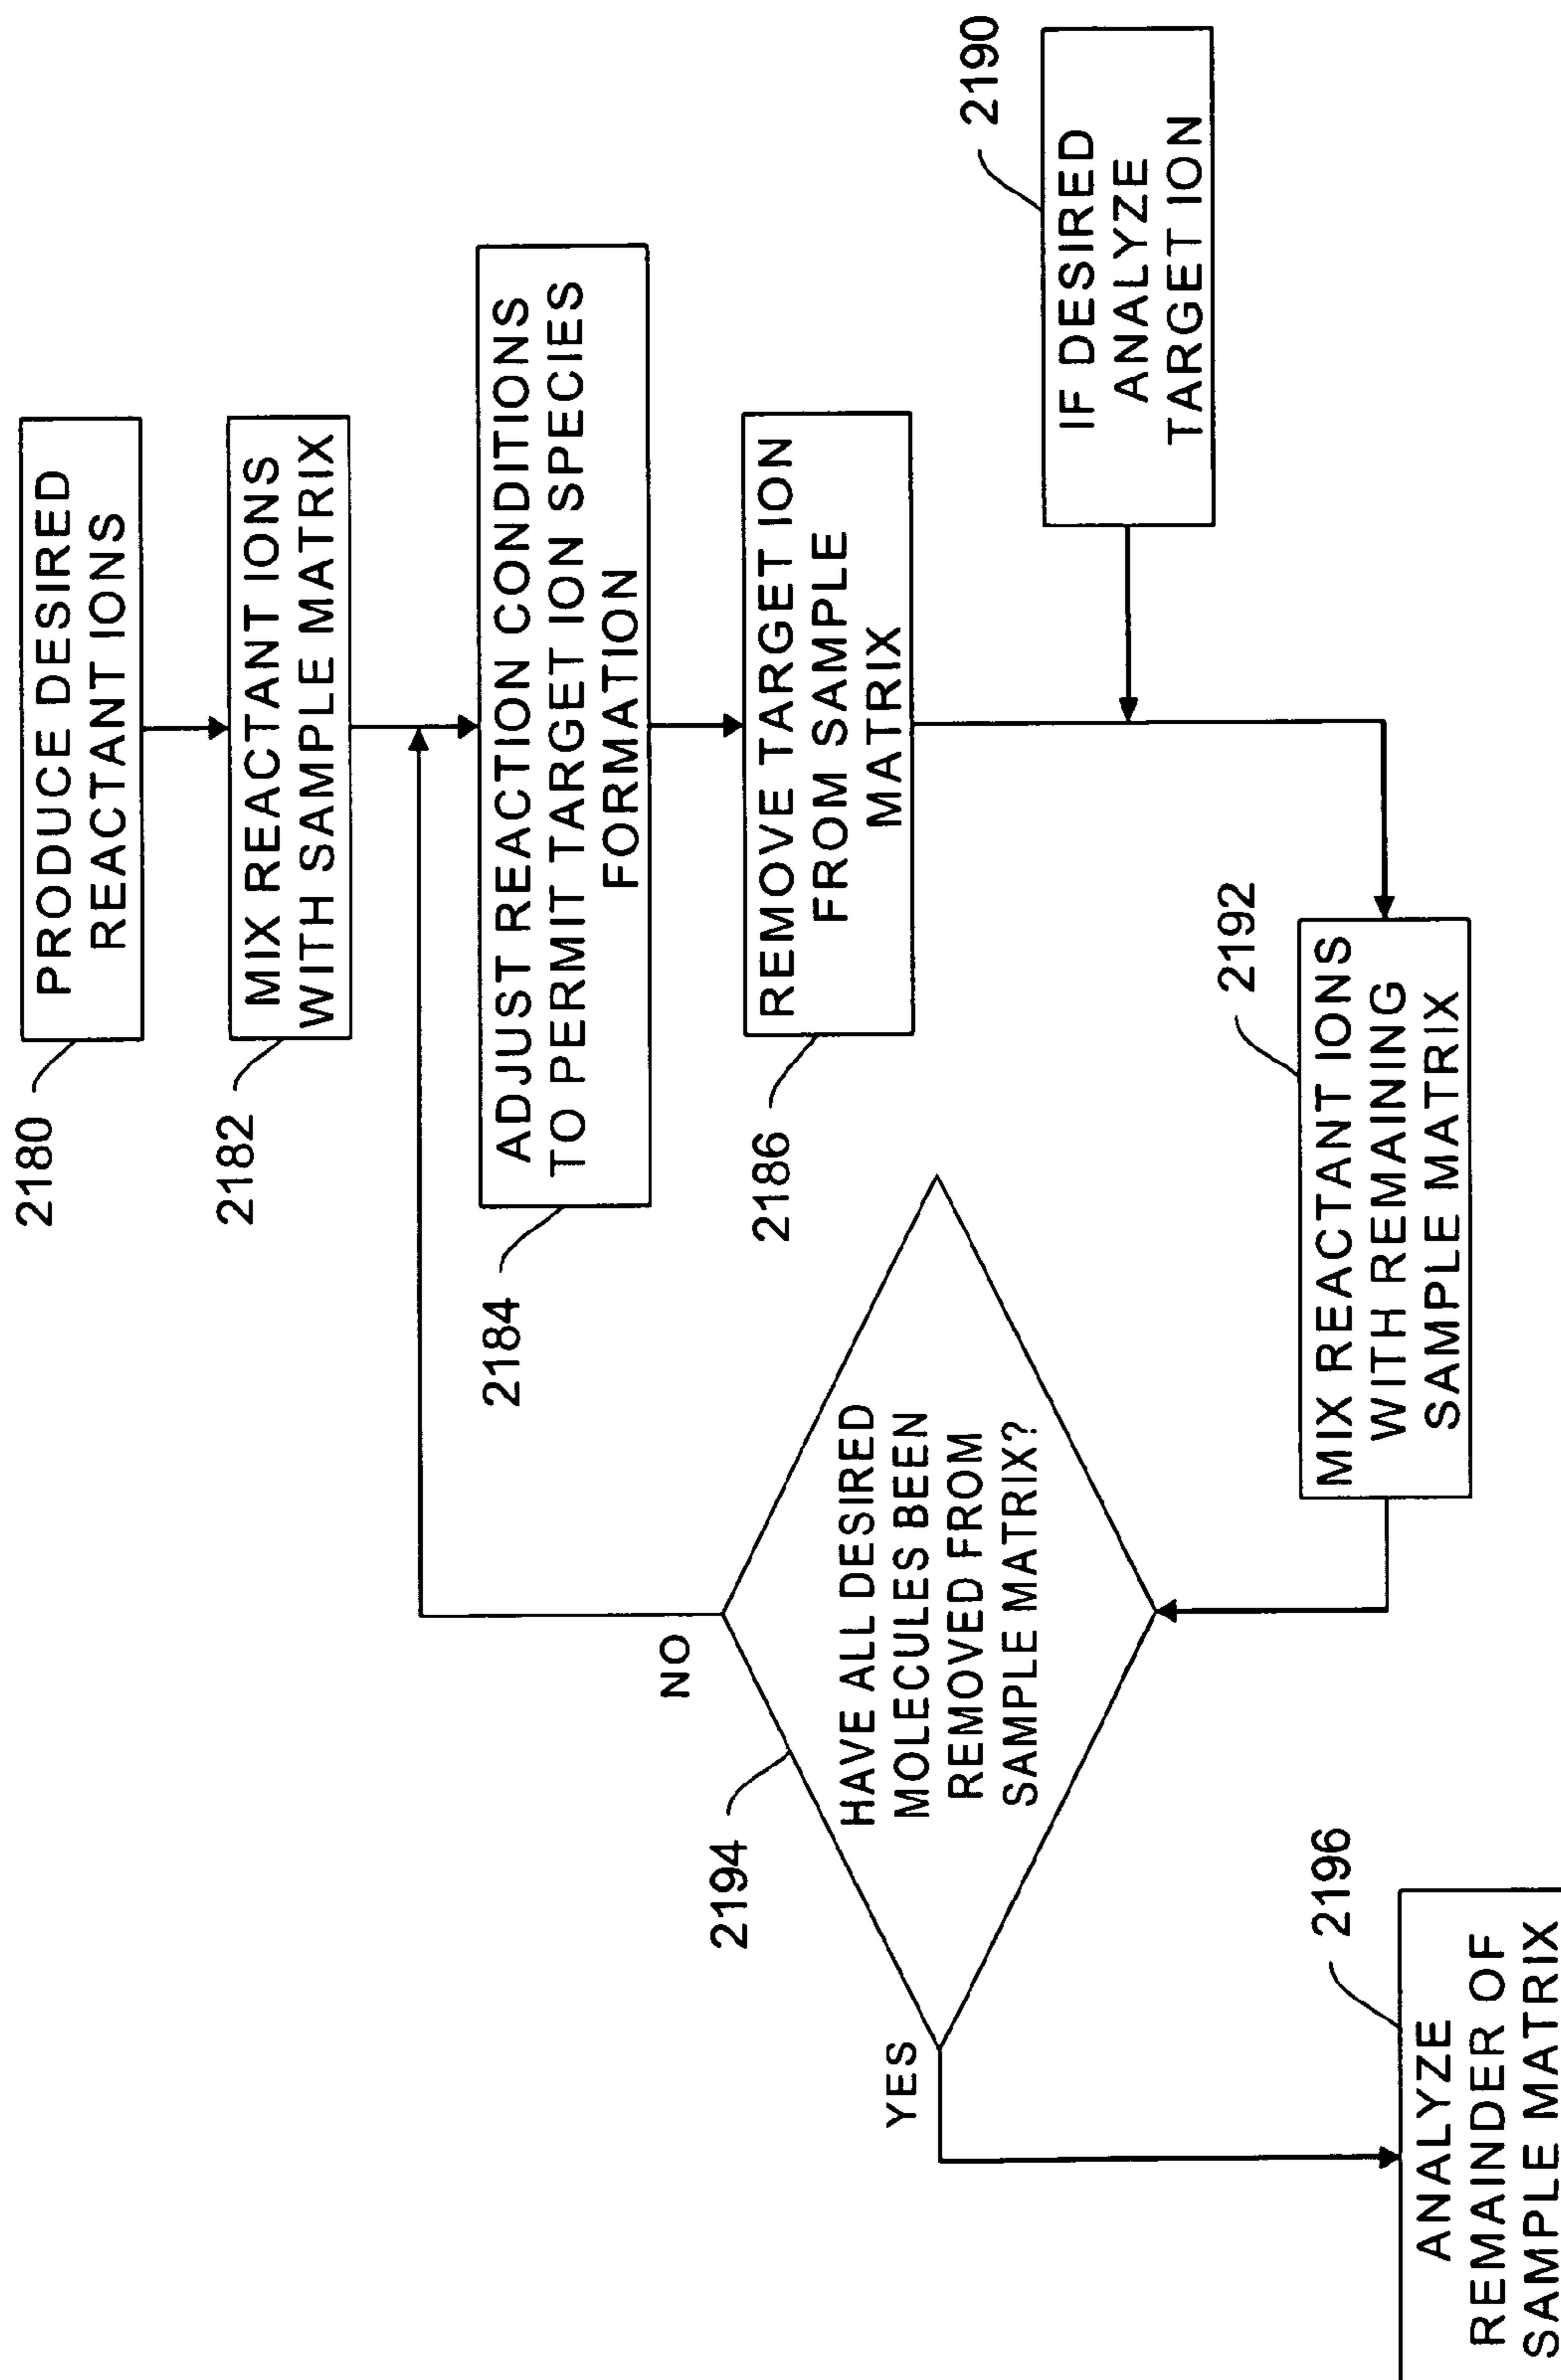 2180
PRODUCE DESIRED
REACTANT IONS
2182
MIX REACTANT IONS
WITH SAMPLE MATRIX
2184
ADJUST REACTION CONDITIONS
TO PERMIT TARGET ION SPECIES
FORMATION
2186
REMOVE TARGET ION
FROM SAMPLE
MATRIX
2190
IF DESIRED
ANALYZE
TARGET ION
2192
MIX REACTANT IONS
WITH REMAINING
SAMPLE MATRIX
2194
HAVE ALL DESIRED
MOLECULES BEEN
REMOVED FROM
SAMPLE MATRIX?
NO
YES
2196
ANALYZE
REMAINDER OF
SAMPLE MATRIX